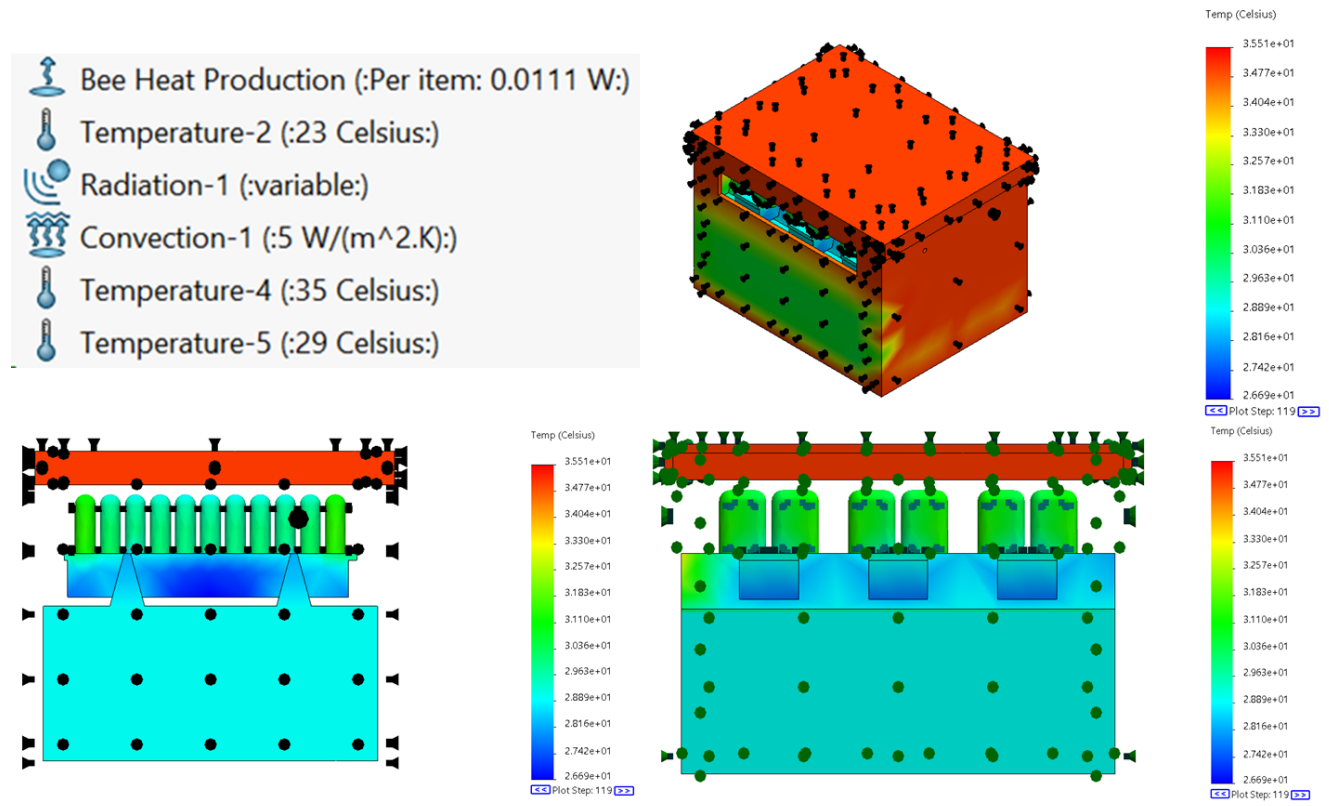 Bee Heat Production (:Per item: 0.0111 W:)
Temperature-2 (:23 Celsius:)
Radiation-1 (:variable:)
Convection-1 (:5 W/(m^2.K):)
Temperature-4 (:35 Celsius:)
Temperature-5 (:29 Celsius:)
Temp (Celsius)
3.551e+01
3.477e+01
3.404e+01
3.330e+01
3.257e+01
3.183e+01
3.110e+01
3.036e+01
2.963e+01
2.889e+01
2.816e+01
2.742e+01
2.669e+01
<< Plot Step: 119 >>
Temp (Celsius)
3.551e+01
3.477e+01
3.404e+01
3.330e+01
3.257e+01
3.183e+01
3.110e+01
3.036e+01
2.963e+01
2.889e+01
2.816e+01
2.742e+01
2.669e+01
<< Plot Step: 119 >>
Temp (Celsius)
3.551e+01
3.477e+01
3.404e+01
3.330e+01
3.257e+01
3.183e+01
3.110e+01
3.036e+01
2.963e+01
2.889e+01
2.816e+01
2.742e+01
2.669e+01
<< Plot Step: 119 >>